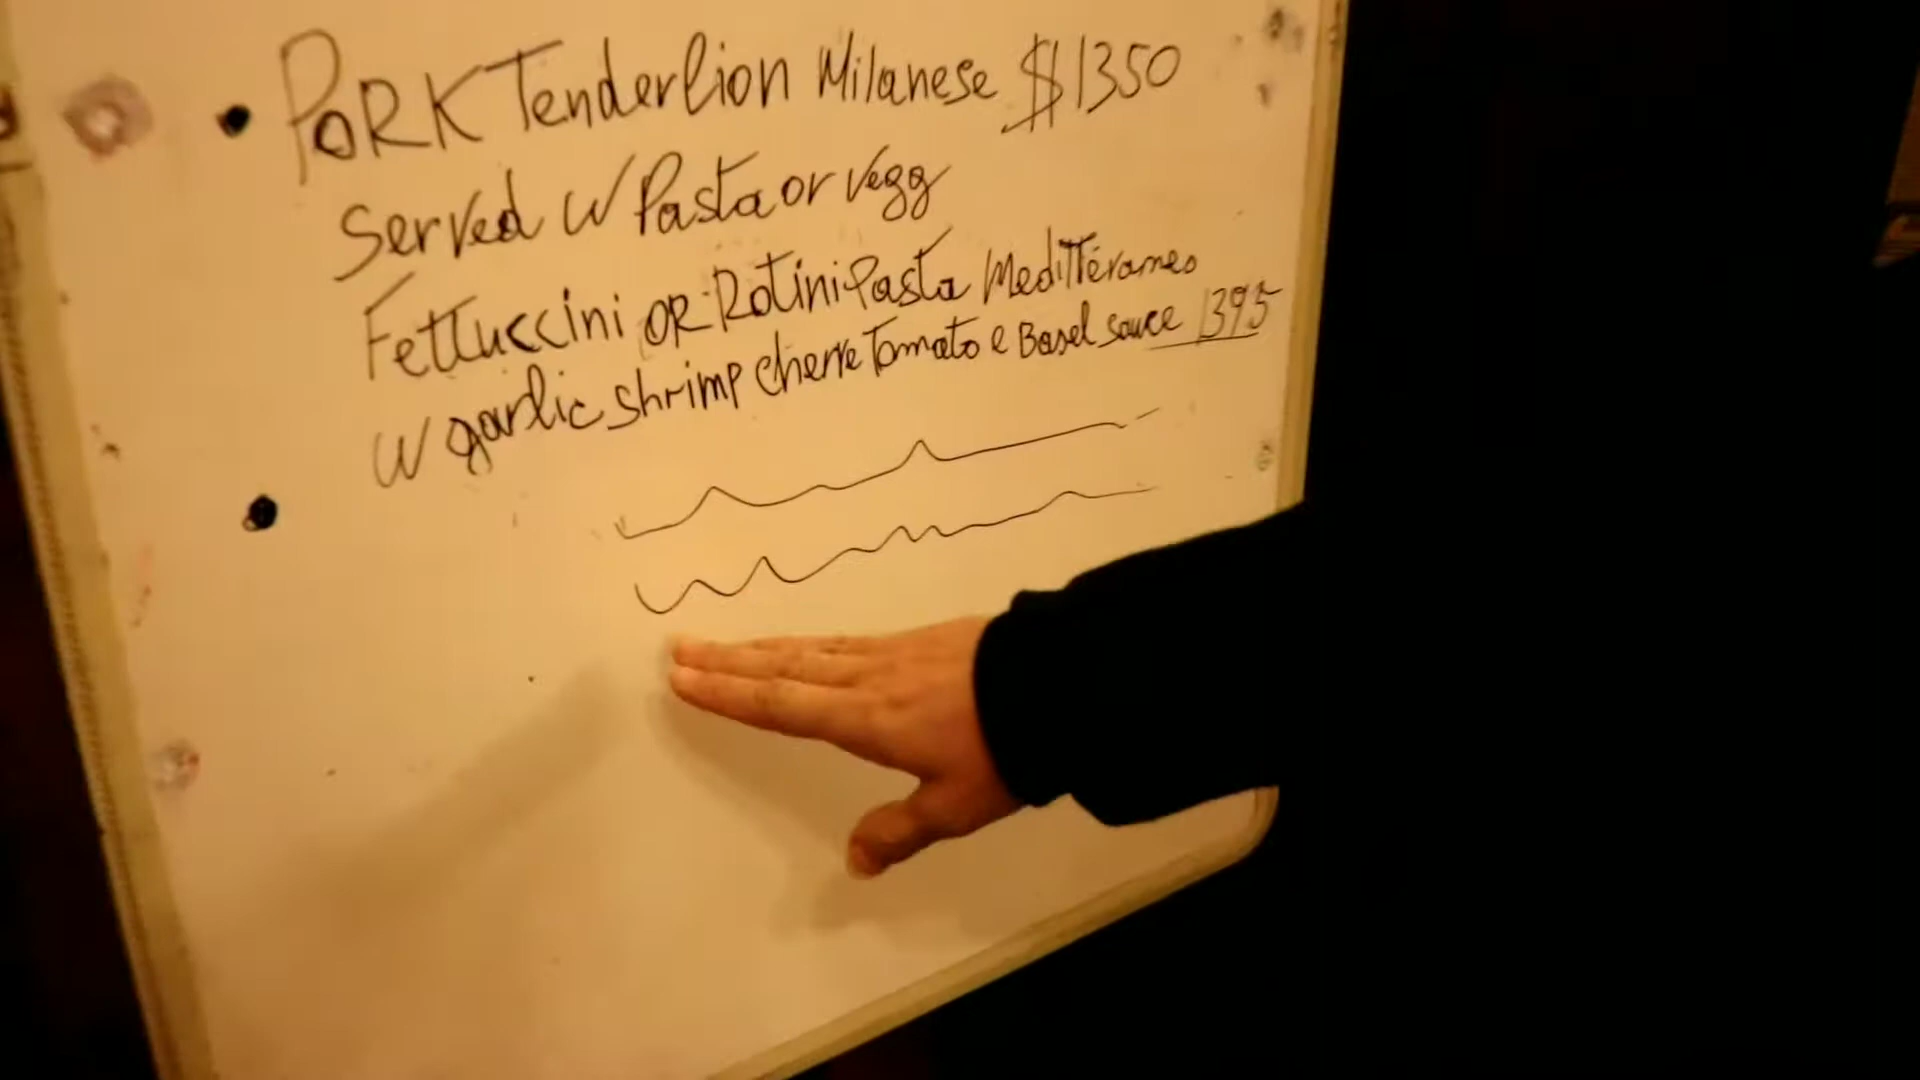 • PORK Tenderlion Milanese $1350
Served w Pasta or vegg
Fettuccini OR Rotini Pasta Meditteraneo
w garlic shrimp cherre Tomato e Basel sauce 1395
•